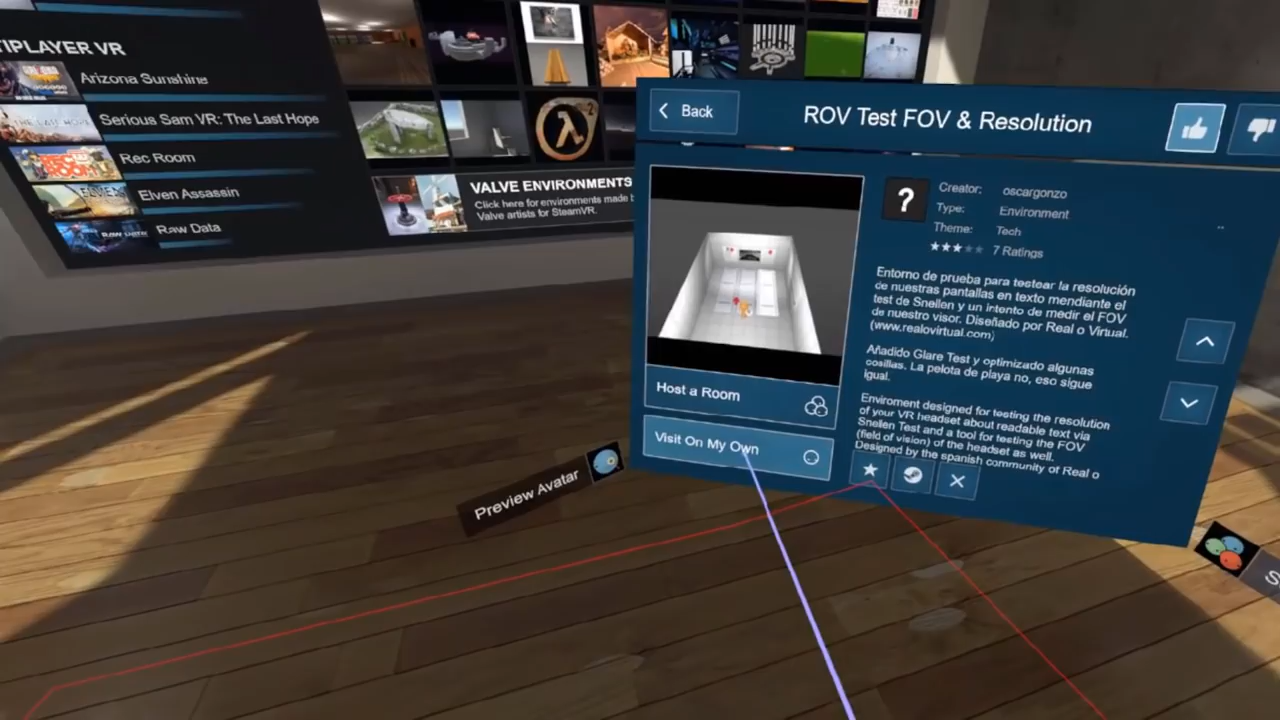 TIPLAYER VR
Arizona Sunshine
Serious Sam VR: The Last Hope
Rec Room
Elven Assassin
Raw Data
2
VALVE ENVIRONMENTS
Click here for environments made b
Valve artists for SteamVR.
Back
ROV Test FOV & Resolution
?
Creator: oscargonzo
Type: Environment
Theme: Tech
7 Ratings
Entorno de prueba para testear la resolución
de nuestras pantallas en texto mendiante el
test de Snellen y un intento de medir el FOV
de nuestro visor. Diseñado por Real o Virtual.
(www.realovirtual.com)
Añadido Glare Test y optimizado algunas
cosillas. La pelota de playa no, eso sigue
igual.
Enviroment designed for testing the resolution
of your VR headset about readable text via
Snellen Test and a tool for testing the FOV
(field of vision) of the headset as well.
Designed by the spanish community of Real o
Host a Room
Visit On My Own
Preview Avatar
S